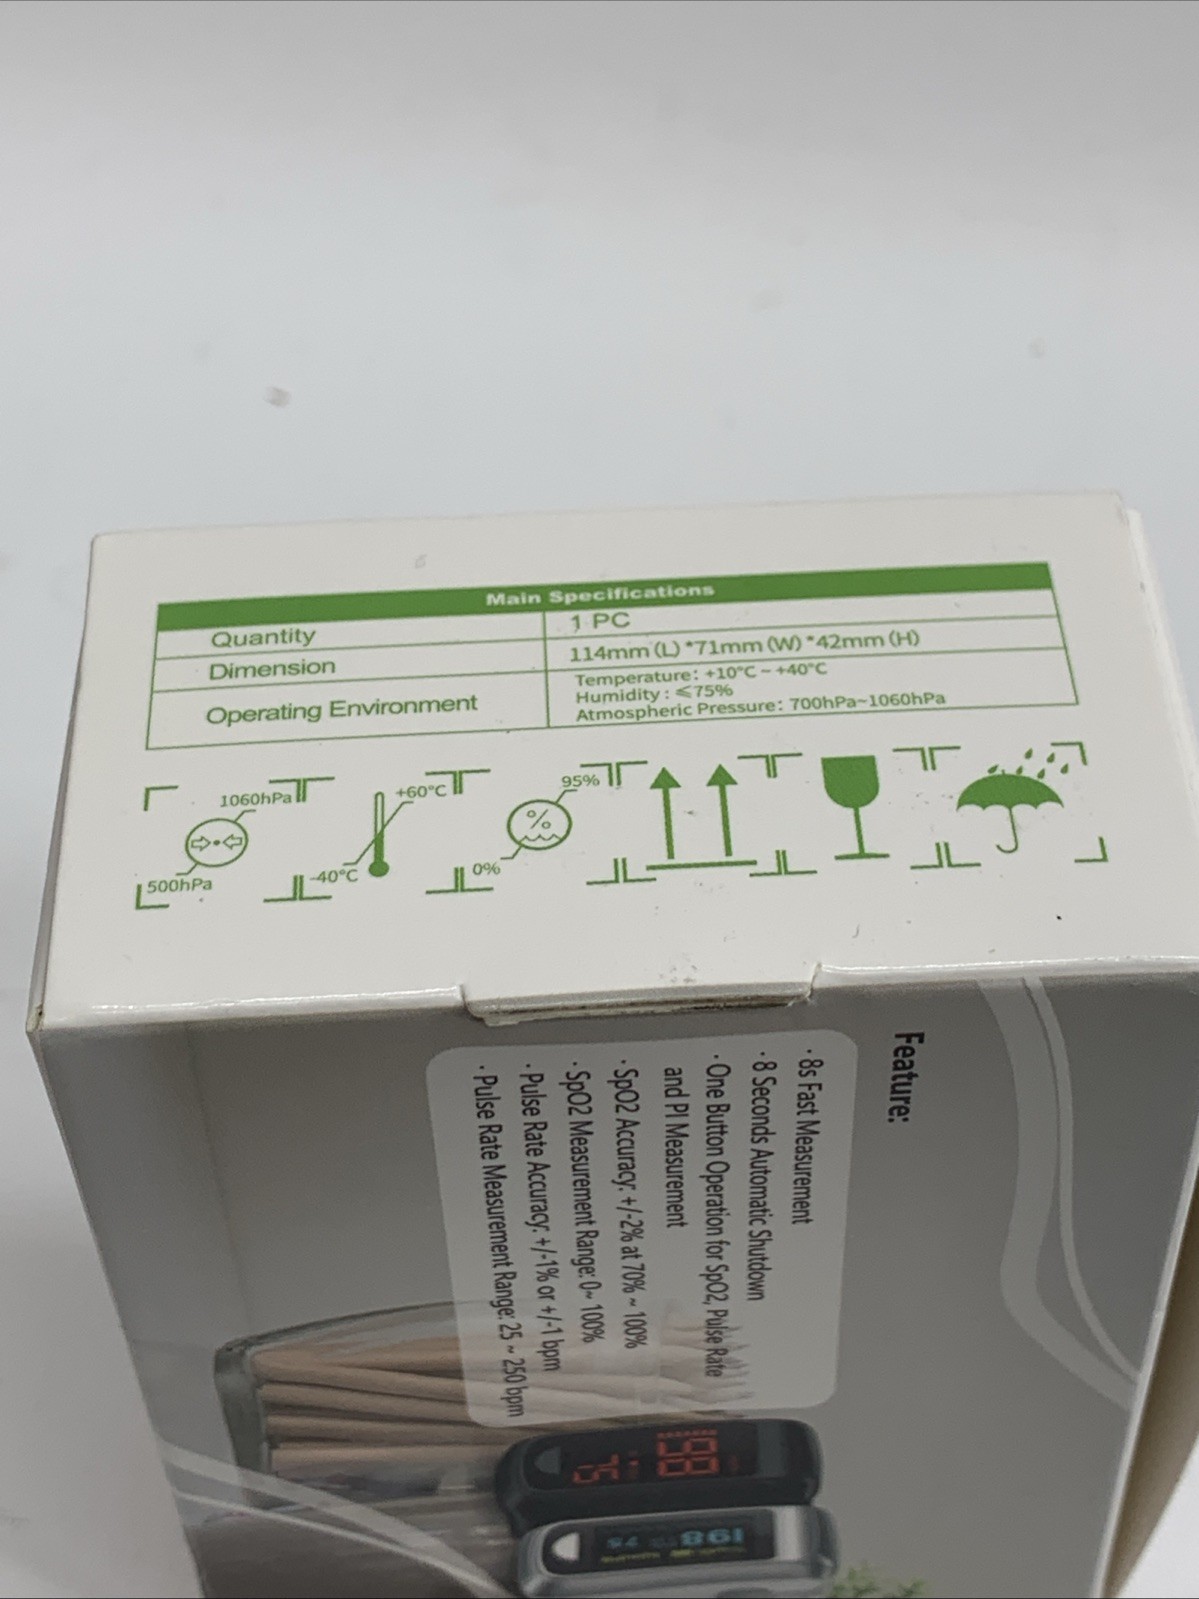 Main Specifications
Quantity 1 PC
Dimension 114mm (L) *71mm (W) *42mm (H)
Operating Environment
Temperature: +10°C ~ +40°C
Humidity : ≤75%
Atmospheric Pressure: 700hPa~1060hPa
1060hPa
500hPa
+60°C
-40°C
95%
%
0%
Feature:
· 8s Fast Measurement
· 8 Seconds Automatic Shutdown
· One Button Operation for SpO2, Pulse Rate
and PI Measurement
· SpO2 Accuracy: +/-2% at 70% ~ 100%
· SpO2 Measurement Range: 0~ 100%
· Pulse Rate Accuracy: +/-1% or +/-1 bpm
· Pulse Rate Measurement Range: 25 ~ 250 bpm
98
75